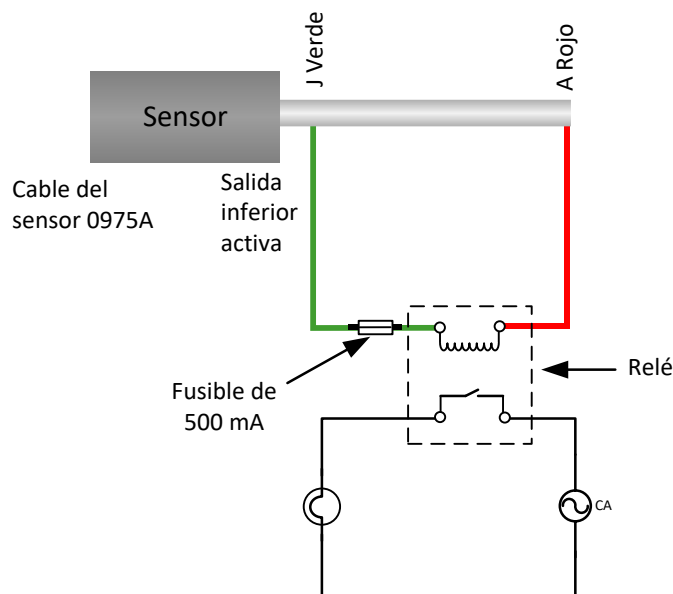 J Verde
A Rojo
Sensor
Cable del
sensor 0975A
Salida
inferior
activa
Fusible de
500 mA
Relé
CA